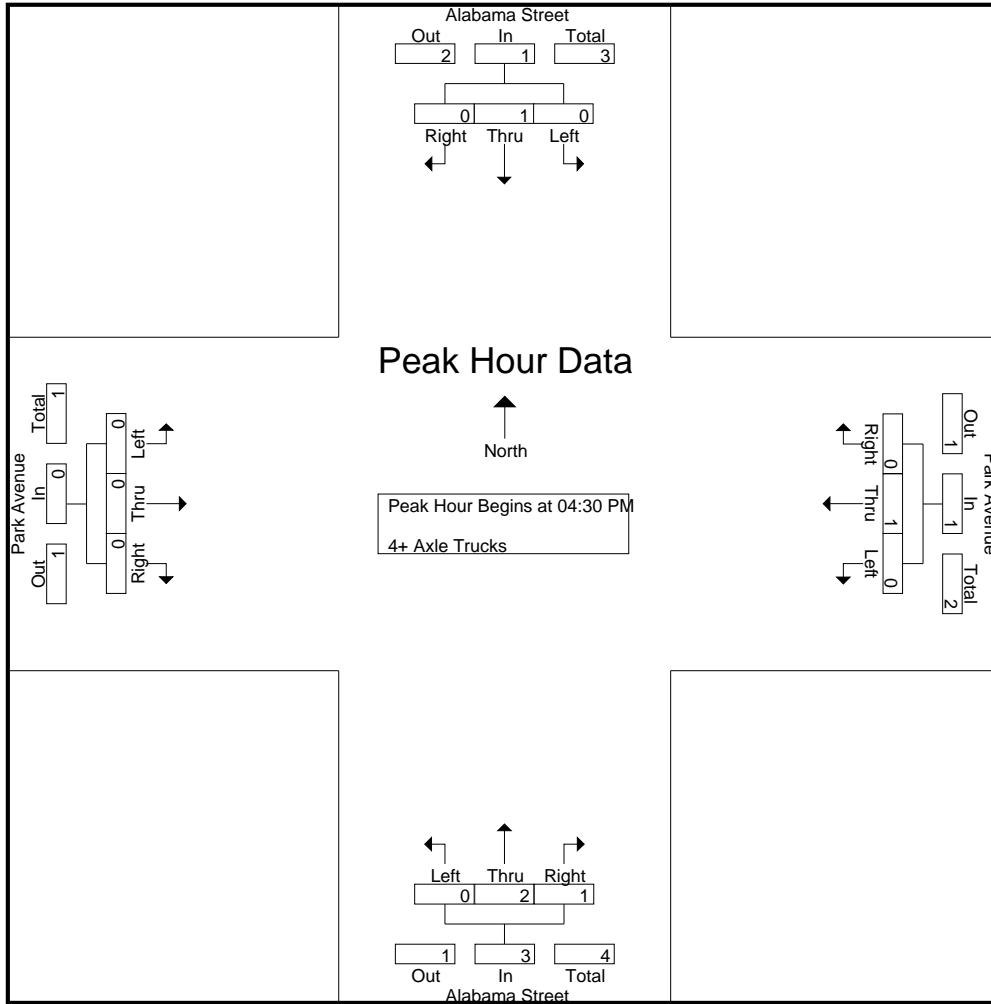 Alabama Street
Out In Total
2 1 3
0 1 0
Right Thru Left
Peak Hour Data
North
Peak Hour Begins at 04:30 PM
4+ Axle Trucks
Park Avenue
Out In Total
1 0 1
0 0 0
Right Thru Left
Park Avenue
Out In Total
1 1 2
0 1 0
Right Thru Left
Left Thru Right
0 2 1
1 3 4
Out In Total
Alabama Street